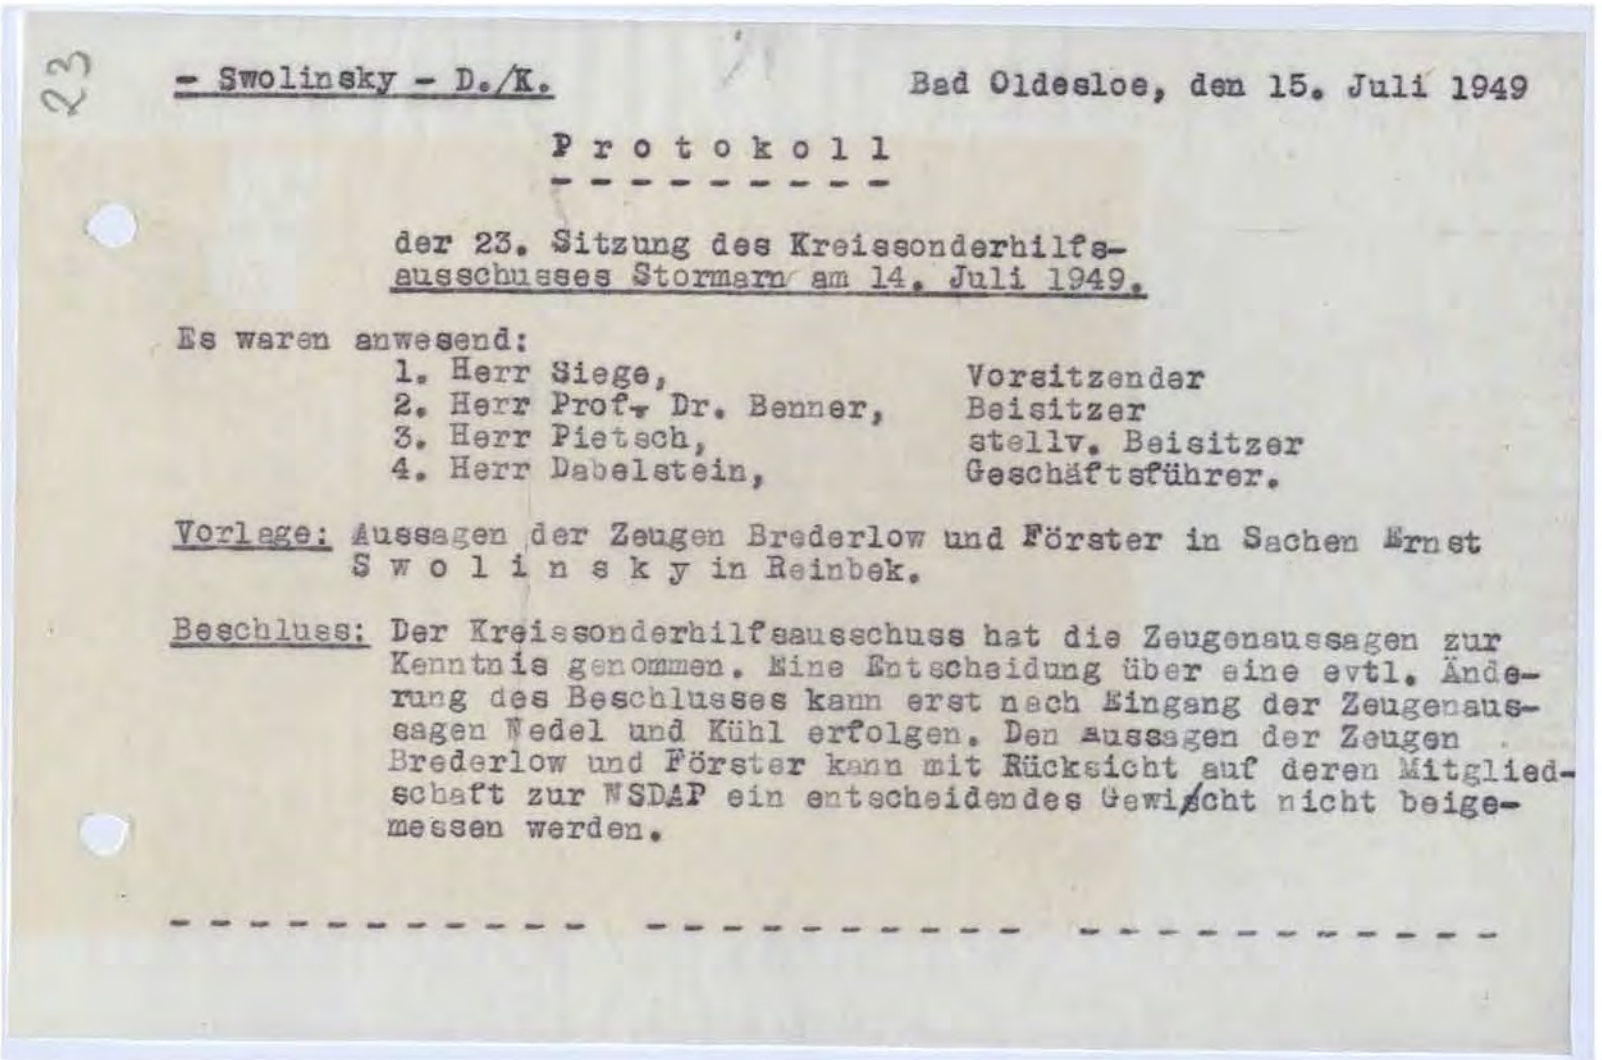 23
- Swolinsky - D./K.
Bad Oldesloe, den 15. Juli 1949
P r o t o k o l l
- - - - - - - - -
der 23. Sitzung des Kreissonderhilfs-
ausschusses Stormarn am 14. Juli 1949.
Es waren anwesend:
1. Herr Siege, Vorsitzender
2. Herr Prof. Dr. Benner, Beisitzer
3. Herr Pietsch, stellv. Beisitzer
4. Herr Dabelstein, Geschäftsführer.
Vorlage: Aussagen der Zeugen Brederlow und Förster in Sachen Ernst
S w o l i n s k y in Reinbek.
Beschluss: Der Kreissonderhilfsausschuss hat die Zeugenaussagen zur
Kenntnis genommen. Eine Entscheidung über eine evtl. Ände-
rung des Beschlusses kann erst nach Eingang der Zeugenaus-
sagen Wedel und Kühl erfolgen. Den Aussagen der Zeugen
Brederlow und Förster kann mit Rücksicht auf deren Mitglied-
schaft zur NSDAP ein entscheidendes Gewicht nicht beige-
messen werden.
- - - - - - - - - - - - - - - - - - - - - - - - - - - - - - - -